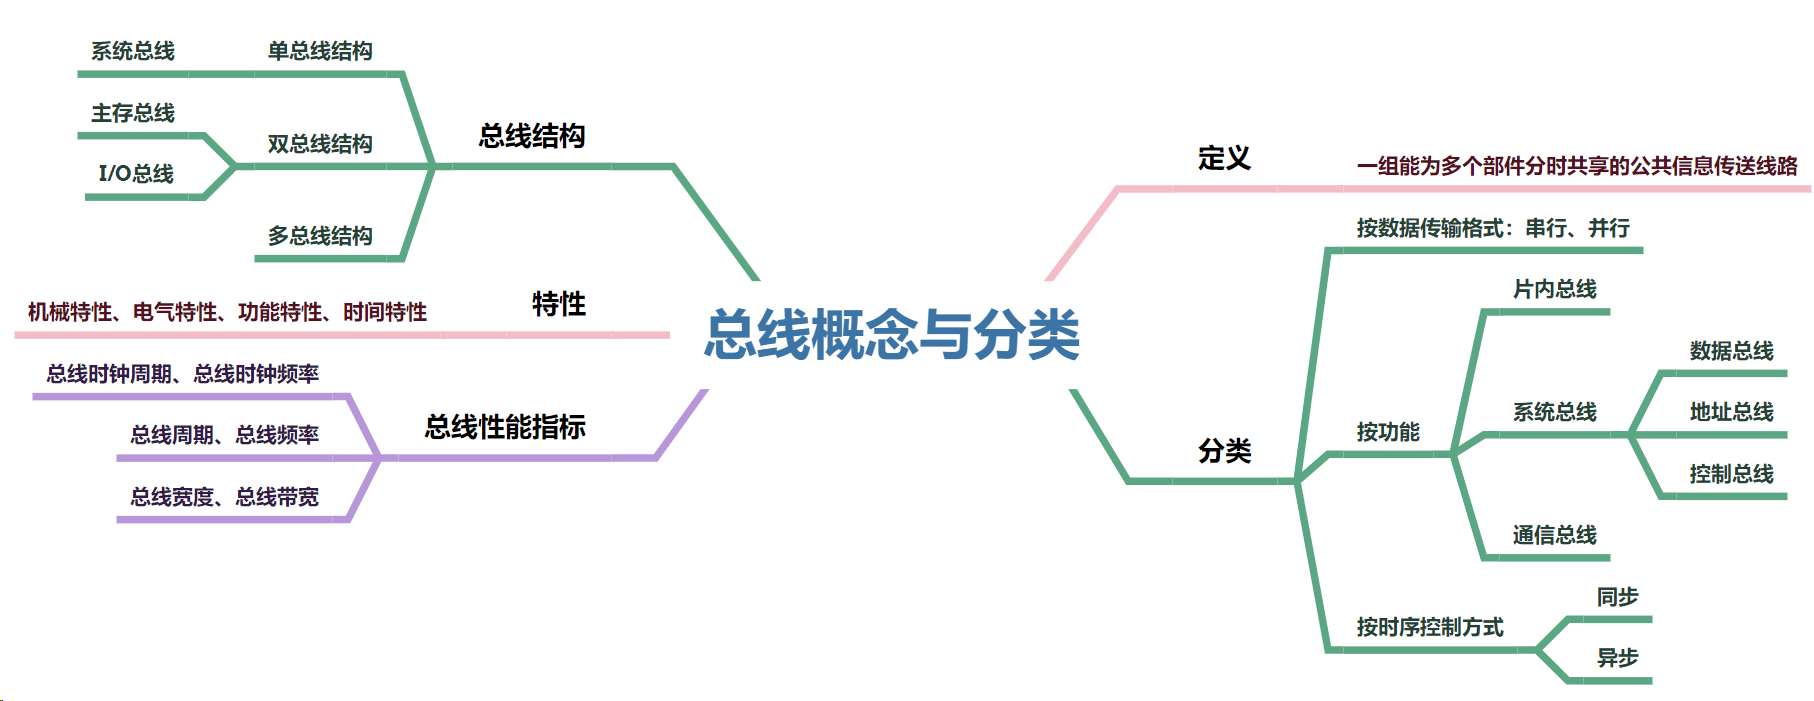 总线概念与分类
定义
一组能为多个部件分时共享的公共信息传送线路
分类
按数据传输格式：串行、并行
按功能
片内总线
系统总线
数据总线
地址总线
控制总线
通信总线
按时序控制方式
同步
异步
总线结构
单总线结构
系统总线
双总线结构
主存总线
I/O总线
多总线结构
特性
机械特性、电气特性、功能特性、时间特性
总线性能指标
总线时钟周期、总线时钟频率
总线周期、总线频率
总线宽度、总线带宽